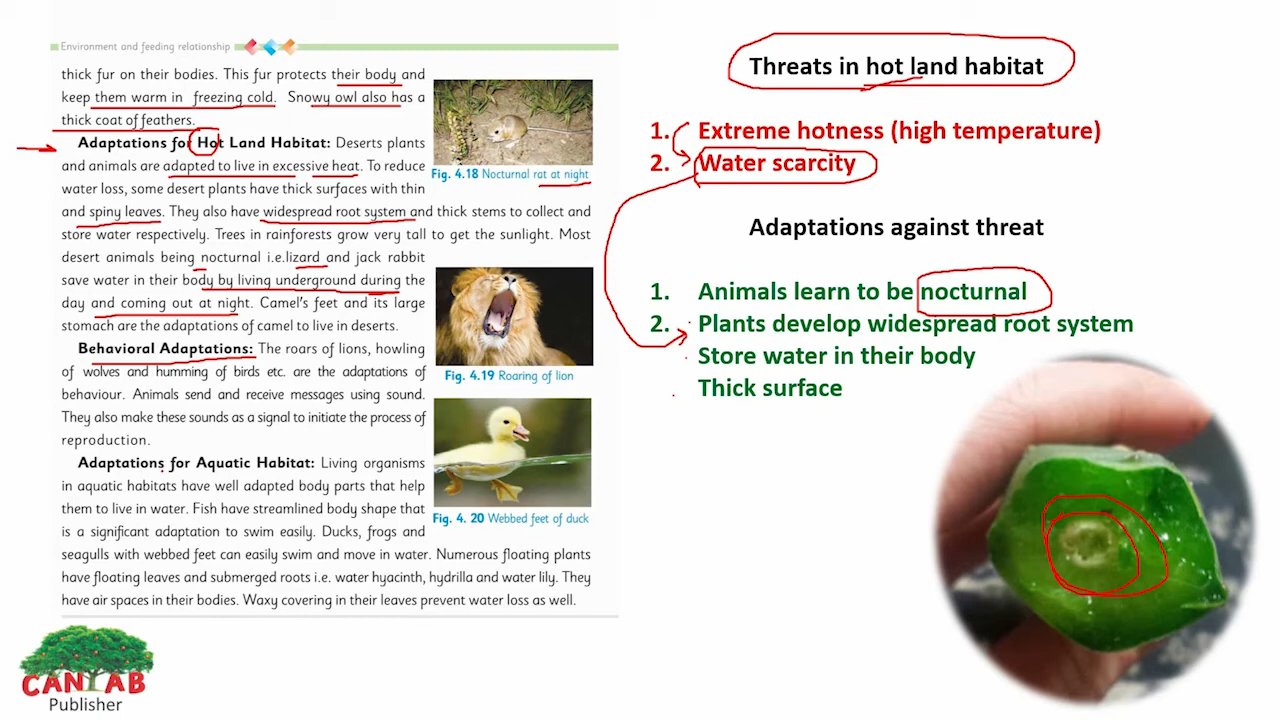 Environment and feeding relationship
thick fur on their bodies. This fur protects their body and
keep them warm in freezing cold. Snowy owl also has a
thick coat of feathers.
Adaptations for Hot Land Habitat: Deserts plants
and animals are adapted to live in excessive heat. To reduce
water loss, some desert plants have thick surfaces with thin
and spiny leaves. They also have widespread root system and thick stems to collect and
store water respectively. Trees in rainforests grow very tall to get the sunlight. Most
desert animals being nocturnal i.e.lizard and jack rabbit
save water in their body by living underground during the
day and coming out at night. Camel's feet and its large
stomach are the adaptations of camel to live in deserts.
Behavioral Adaptations: The roars of lions, howling
of wolves and humming of birds etc. are the adaptations of
behaviour. Animals send and receive messages using sound.
They also make these sounds as a signal to initiate the process of
reproduction.
Adaptations for Aquatic Habitat: Living organisms
in aquatic habitats have well adapted body parts that help
them to live in water. Fish have streamlined body shape that
is a significant adaptation to swim easily. Ducks, frogs and
seagulls with webbed feet can easily swim and move in water. Numerous floating plants
have floating leaves and submerged roots i.e. water hyacinth, hydrilla and water lily. They
have air spaces in their bodies. Waxy covering in their leaves prevent water loss as well.
Fig. 4.18 Nocturnal rat at night
Fig. 4.19 Roaring of lion
Fig. 4. 20 Webbed feet of duck
CANTAB
Publisher
Threats in hot land habitat
1. Extreme hotness (high temperature)
2. Water scarcity
Adaptations against threat
1. Animals learn to be nocturnal
2. Plants develop widespread root system
Store water in their body
Thick surface